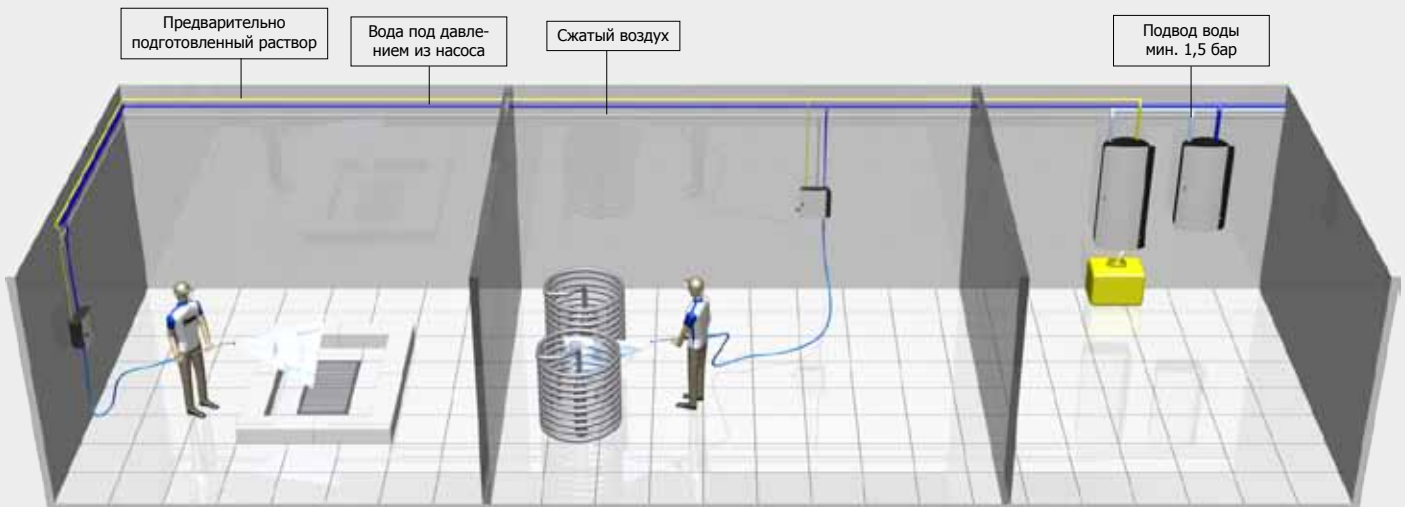 Предварительно
подготовленный раствор
Вода под давле-
нием из насоса
Сжатый воздух
Подвод воды
мин. 1,5 бар